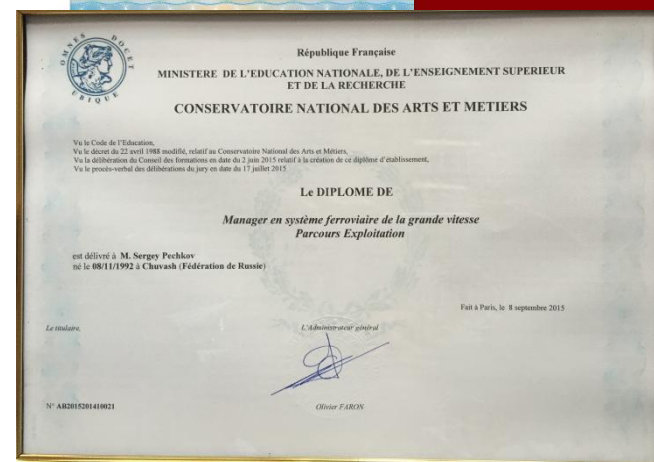 OMNES DOCET UBIQUE
République Française
MINISTERE DE L'EDUCATION NATIONALE, DE L'ENSEIGNEMENT SUPERIEUR
ET DE LA RECHERCHE
CONSERVATOIRE NATIONAL DES ARTS ET METIERS
Vu le Code de l'Education,
Vu le décret du 22 avril 1988 modifié, relatif au Conservatoire National des Arts et Métiers,
Vu la délibération du Conseil des formations en date du 2 juin 2015 relatif à la création de ce diplôme d'établissement,
Vu le procès-verbal des délibérations du jury en date du 17 juillet 2015
Le DIPLOME DE
Manager en système ferroviaire de la grande vitesse
Parcours Exploitation
est délivré à M. Sergey Pechkov
né le 08/11/1992 à Chuvash (Fédération de Russie)
Fait à Paris, le 8 septembre 2015
Le titulaire,
L'Administrateur général
N° AB2015201410021
Olivier FARON